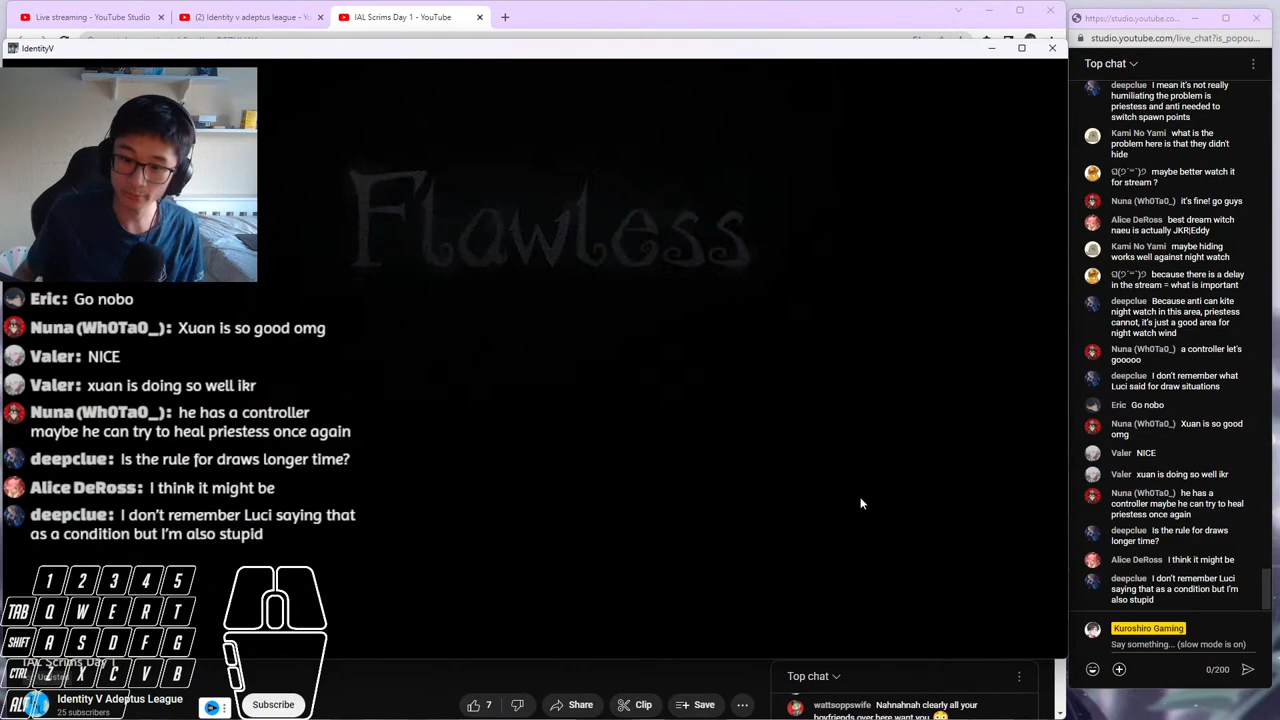 Live streaming - YouTube Studio
(2) Identity v adeptus league - Y
IAL Scrims Day 1 - YouTube
https://studio.youtube.co...
studio.youtube.com/live_chat?is_popou...
IdentityV
Flawless
Eric: Go nobo
Nuna (Wh0Ta0_): Xuan is so good omg
Valer: NICE
Valer: xuan is doing so well ikr
Nuna (Wh0Ta0_): he has a controller
maybe he can try to heal priestess once again
deepclue: Is the rule for draws longer time?
Alice DeRoss: I think it might be
deepclue: I don't remember Luci saying that
as a condition but I'm also stupid
1 2 3 4 5
TAB Q W E R T
SHIFT A S D F G
CTRL Z X C V B
IAL Scrims Day 1
Unlisted
Identity V Adeptus League
25 subscribers
Subscribe
7
Share
Clip
Save
Top chat
wattsoppswife Nahnahnah clearly all your
boyfriends over here want you
Top chat
deepclue I mean it's not really
humiliating the problem is
priestess and anti needed to
switch spawn points
Kami No Yami what is the
problem here is that they didn't
hide
maybe better watch it
for stream ?
Nuna (Wh0Ta0_) it's fine! go guys
Alice DeRoss best dream witch
naeu is actually JKR|Eddy
Kami No Yami maybe hiding
works well against night watch
because there is a delay
in the stream = what is important
deepclue Because anti can kite
night watch in this area, priestess
cannot, it's just a good area for
night watch wind
Nuna (Wh0Ta0_) a controller let's
gooooo
deepclue I don't remember what
Luci said for draw situations
Eric Go nobo
Nuna (Wh0Ta0_) Xuan is so good
omg
Valer NICE
Valer xuan is doing so well ikr
Nuna (Wh0Ta0_) he has a
controller maybe he can try to heal
priestess once again
deepclue Is the rule for draws
longer time?
Alice DeRoss I think it might be
deepclue I don't remember Luci
saying that as a condition but I'm
also stupid
Kuroshiro Gaming
Say something... (slow mode is on)
0/200